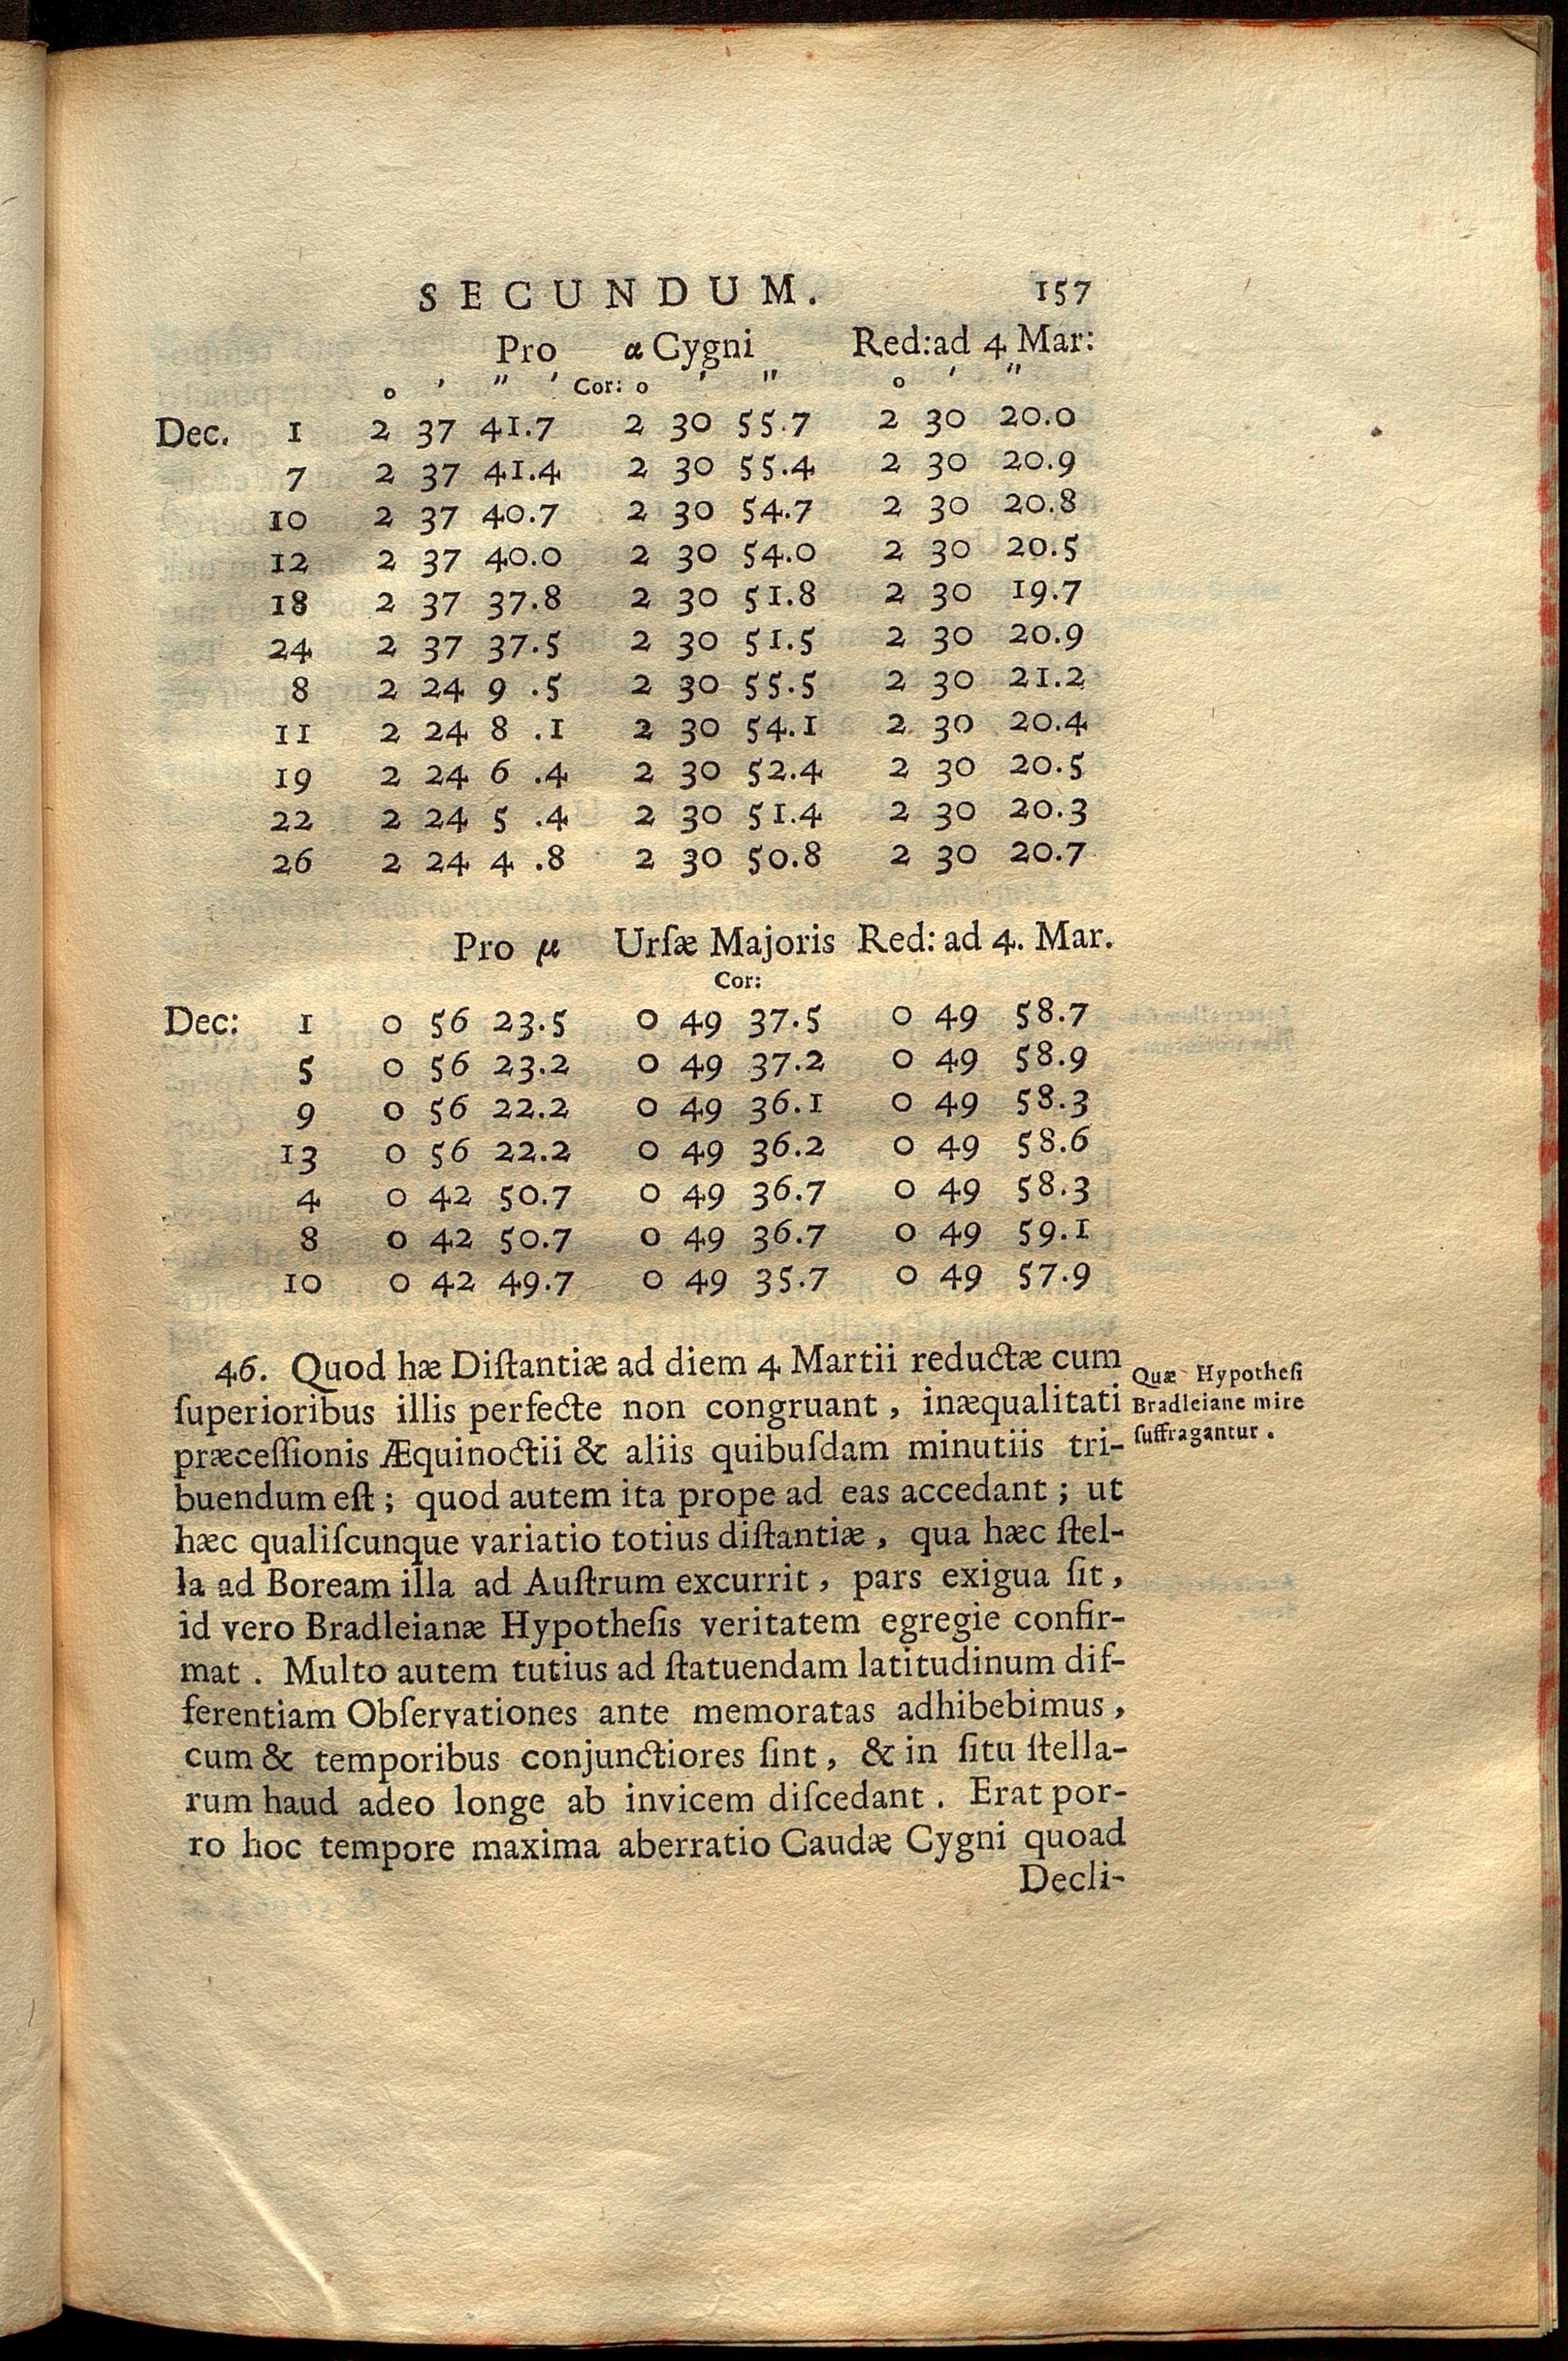 SECUNDUM. 157
Pro α Cygni Red:ad 4 Mar:
o ' " ' Cor: o ' " o ' "
Dec. 1 2 37 41.7 2 30 55.7 2 30 20.0
7 2 37 41.4 2 30 55.4 2 30 20.9
10 2 37 40.7 2 30 54.7 2 30 20.8
12 2 37 40.0 2 30 54.0 2 30 20.5
18 2 37 37.8 2 30 51.8 2 30 19.7
24 2 37 37.5 2 30 51.5 2 30 20.9
8 2 24 9 .5 2 30 55.5 2 30 21.2
11 2 24 8 .1 2 30 54.1 2 30 20.4
19 2 24 6 .4 2 30 52.4 2 30 20.5
22 2 24 5 .4 2 30 51.4 2 30 20.3
26 2 24 4 .8 2 30 50.8 2 30 20.7
Pro μ Urſæ Majoris Red: ad 4. Mar.
Cor:
Dec: 1 0 56 23.5 0 49 37.5 0 49 58.7
5 0 56 23.2 0 49 37.2 0 49 58.9
9 0 56 22.2 0 49 36.1 0 49 58.3
13 0 56 22.2 0 49 36.2 0 49 58.6
4 0 42 50.7 0 49 36.7 0 49 58.3
8 0 42 50.7 0 49 36.7 0 49 59.1
10 0 42 49.7 0 49 35.7 0 49 57.9
46. Quod hæ Diſtantiæ ad diem 4 Martii reductæ cum
ſuperioribus illis perfecte non congruant, inæqualitati
præceſſionis Æquinoctii & aliis quibuſdam minutiis tri-
buendum eſt; quod autem ita prope ad eas accedant; ut
hæc qualiſcunque variatio totius diſtantiæ, qua hæc ſtel-
la ad Boream illa ad Auſtrum excurrit, pars exigua ſit,
id vero Bradleianæ Hypotheſis veritatem egregie confir-
mat. Multo autem tutius ad ſtatuendam latitudinum dif-
ferentiam Obſervationes ante memoratas adhibebimus,
cum & temporibus conjunctiores ſint, & in ſitu ſtella-
rum haud adeo longe ab invicem diſcedant. Erat por-
ro hoc tempore maxima aberratio Caudæ Cygni quoad
Decli-
Quæ Hypotheſi
Bradleiane mire
ſuffragantur.